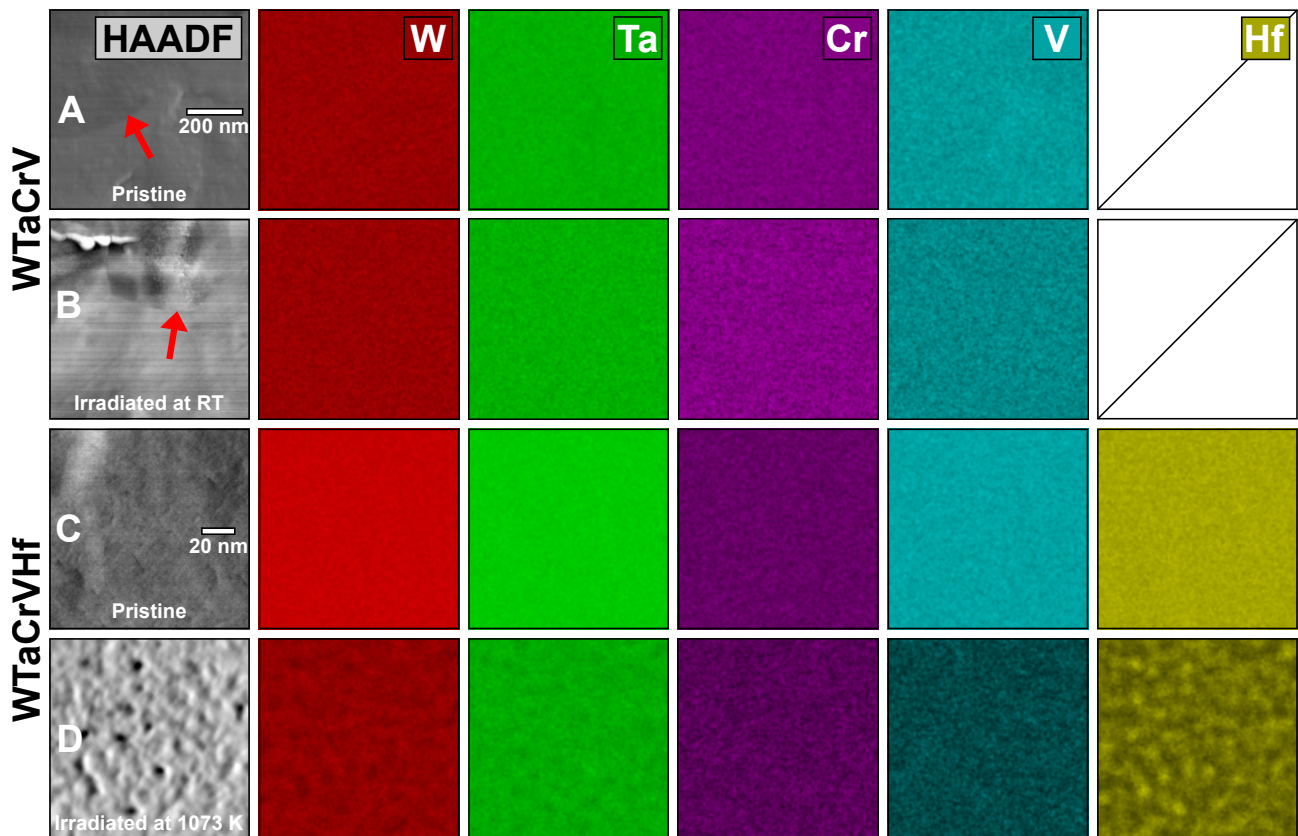 HAADF
W
Ta
Cr
V
Hf
WTaCrV
A
200 nm
Pristine
B
Irradiated at RT
WTaCrVHf
C
20 nm
Pristine
D
Irradiated at 1073 K